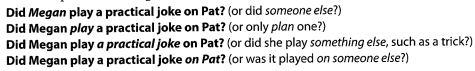 Did Megan play a practical joke on Pat? (or did someone else?)
Did Megan play a practical joke on Pat? (or only plan one?)
Did Megan play a practical joke on Pat? (or did she play something else, such as a trick?)
Did Megan play a practical joke on Pat? (or was it played on someone else?)